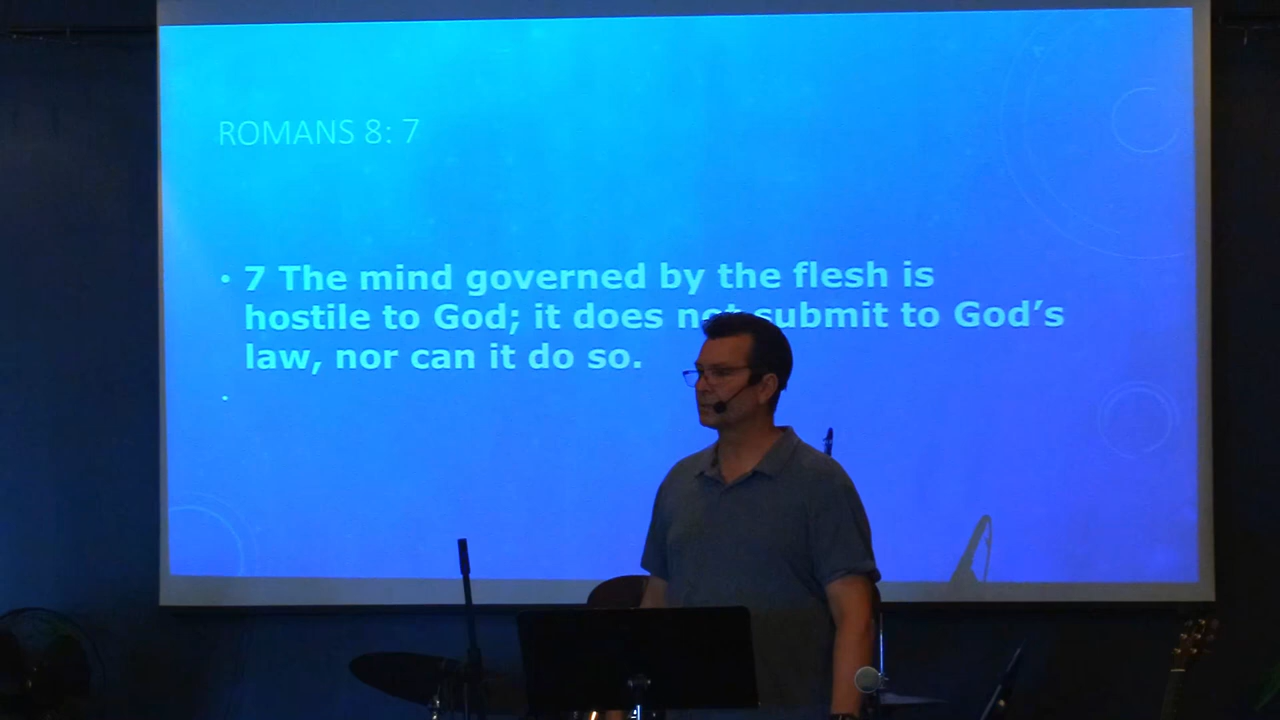 ROMANS 8: 7
• 7 The mind governed by the flesh is
hostile to God; it does not submit to God’s
law, nor can it do so.
•